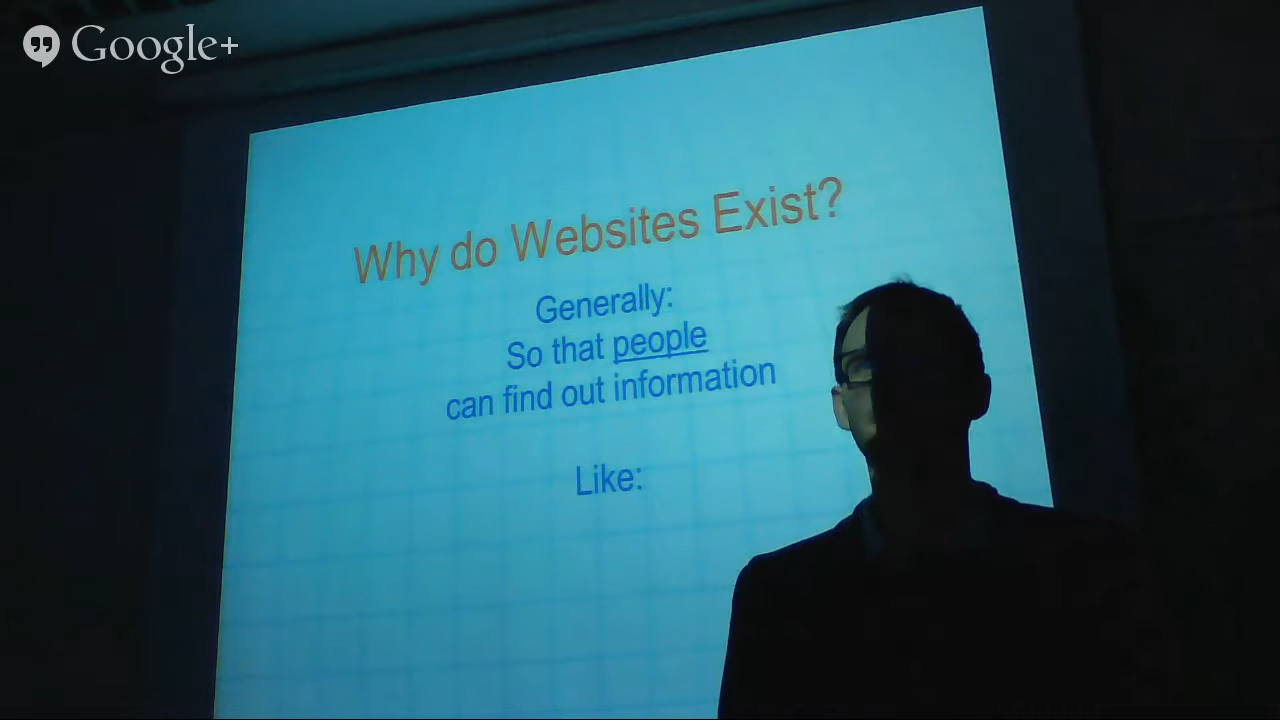 Google+
Why do Websites Exist?
Generally:
So that people
can find out information
Like: